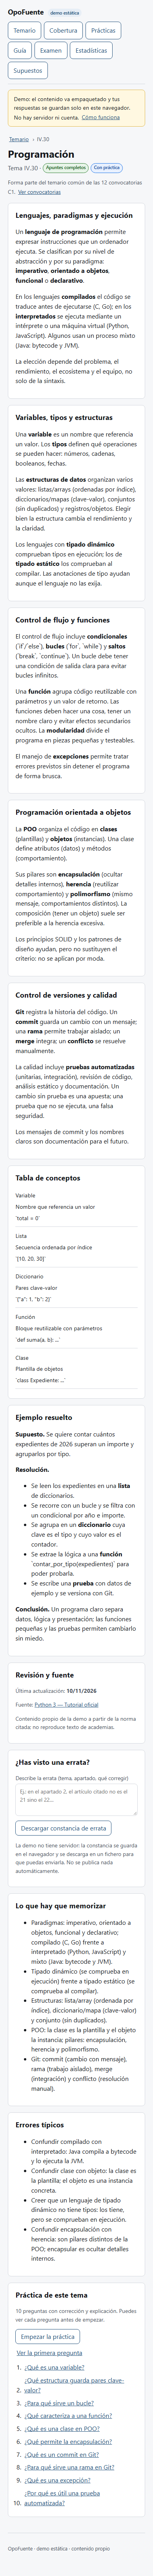 OpoFuente demo estática
Temario Cobertura Prácticas
Guía Examen Estadísticas
Supuestos
Demo: el contenido va empaquetado y tus
respuestas se guardan solo en este navegador.
No hay servidor ni cuenta. Cómo funciona
Temario › IV.30
Programación
Tema IV.30 · Apuntes completos Con práctica
Forma parte del temario común de las 12 convocatorias
C1. Ver convocatorias
Lenguajes, paradigmas y ejecución
Un lenguaje de programación permite
expresar instrucciones que un ordenador
ejecuta. Se clasifican por su nivel de
abstracción y por su paradigma:
imperativo, orientado a objetos,
funcional o declarativo.
En los lenguajes compilados el código se
traduce antes de ejecutarse (C, Go); en los
interpretados se ejecuta mediante un
intérprete o una máquina virtual (Python,
JavaScript). Algunos usan un proceso mixto
(Java: bytecode y JVM).
La elección depende del problema, el
rendimiento, el ecosistema y el equipo, no
solo de la sintaxis.
Variables, tipos y estructuras
Una variable es un nombre que referencia
un valor. Los tipos definen qué operaciones
se pueden hacer: números, cadenas,
booleanos, fechas.
Las estructuras de datos organizan varios
valores: listas/arrays (ordenadas por índice),
diccionarios/mapas (clave-valor), conjuntos
(sin duplicados) y registros/objetos. Elegir
bien la estructura cambia el rendimiento y
la claridad.
Los lenguajes con tipado dinámico
comprueban tipos en ejecución; los de
tipado estático los comprueban al
compilar. Las anotaciones de tipo ayudan
aunque el lenguaje no las exija.
Control de flujo y funciones
El control de flujo incluye condicionales
(`if`/`else`), bucles (`for`, `while`) y saltos
(`break`, `continue`). Un bucle debe tener
una condición de salida clara para evitar
bucles infinitos.
Una función agrupa código reutilizable con
parámetros y un valor de retorno. Las
funciones deben hacer una cosa, tener un
nombre claro y evitar efectos secundarios
ocultos. La modularidad divide el
programa en piezas pequeñas y testeables.
El manejo de excepciones permite tratar
errores previstos sin detener el programa
de forma brusca.
Programación orientada a objetos
La POO organiza el código en clases
(plantillas) y objetos (instancias). Una clase
define atributos (datos) y métodos
(comportamiento).
Sus pilares son encapsulación (ocultar
detalles internos), herencia (reutilizar
comportamiento) y polimorfismo (mismo
mensaje, comportamientos distintos). La
composición (tener un objeto) suele ser
preferible a la herencia excesiva.
Los principios SOLID y los patrones de
diseño ayudan, pero no sustituyen el
criterio: no se aplican por moda.
Control de versiones y calidad
Git registra la historia del código. Un
commit guarda un cambio con un mensaje;
una rama permite trabajar aislado; un
merge integra; un conflicto se resuelve
manualmente.
La calidad incluye pruebas automatizadas
(unitarias, integración), revisión de código,
análisis estático y documentación. Un
cambio sin prueba es una apuesta; una
prueba que no se ejecuta, una falsa
seguridad.
Los mensajes de commit y los nombres
claros son documentación para el futuro.
Tabla de conceptos
Variable
Nombre que referencia un valor
`total = 0`
Lista
Secuencia ordenada por índice
`[10, 20, 30]`
Diccionario
Pares clave-valor
`{"a": 1, "b": 2}`
Función
Bloque reutilizable con parámetros
`def suma(a, b): ...`
Clase
Plantilla de objetos
`class Expediente: ...`
Ejemplo resuelto
Supuesto. Se quiere contar cuántos
expedientes de 2026 superan un importe y
agruparlos por tipo.
Resolución.
Se leen los expedientes en una lista
de diccionarios.
Se recorre con un bucle y se filtra con
un condicional por año e importe.
Se agrupa en un diccionario cuya
clave es el tipo y cuyo valor es el
contador.
Se extrae la lógica a una función
`contar_por_tipo(expedientes)` para
poder probarla.
Se escribe una prueba con datos de
ejemplo y se versiona con Git.
Conclusión. Un programa claro separa
datos, lógica y presentación; las funciones
pequeñas y las pruebas permiten cambiarlo
sin miedo.
Revisión y fuente
Última actualización: 10/11/2026
Fuente: Python 3 — Tutorial oficial
Contenido propio de la demo a partir de la norma
citada; no reproduce texto de academias.
¿Has visto una errata?
Describe la errata (tema, apartado, qué corregir)
Ej.: en el apartado 2, el artículo citado no es el
21 sino el 22...
Descargar constancia de errata
La demo no tiene servidor: la constancia se guarda
en el navegador y se descarga en un fichero para
que puedas enviarla. No se publica nada
automáticamente.
Lo que hay que memorizar
Paradigmas: imperativo, orientado a
objetos, funcional y declarativo;
compilado (C, Go) frente a
interpretado (Python, JavaScript) y
mixto (Java: bytecode y JVM).
Tipado dinámico (se comprueba en
ejecución) frente a tipado estático (se
comprueba al compilar).
Estructuras: lista/array (ordenada por
índice), diccionario/mapa (clave-valor)
y conjunto (sin duplicados).
POO: la clase es la plantilla y el objeto
la instancia; pilares: encapsulación,
herencia y polimorfismo.
Git: commit (cambio con mensaje),
rama (trabajo aislado), merge
(integración) y conflicto (resolución
manual).
Errores típicos
Confundir compilado con
interpretado: Java compila a bytecode
y lo ejecuta la JVM.
Confundir clase con objeto: la clase es
la plantilla; el objeto es una instancia
concreta.
Creer que un lenguaje de tipado
dinámico no tiene tipos: los tiene,
pero se comprueban en ejecución.
Confundir encapsulación con
herencia: son pilares distintos de la
POO; encapsular es ocultar detalles
internos.
Práctica de este tema
10 preguntas con corrección y explicación. Puedes
ver cada pregunta antes de empezar.
Empezar la práctica
Ver la primera pregunta
1. ¿Qué es una variable?
¿Qué estructura guarda pares clave-
2. valor?
3. ¿Para qué sirve un bucle?
4. ¿Qué caracteriza a una función?
5. ¿Qué es una clase en POO?
6. ¿Qué permite la encapsulación?
7. ¿Qué es un commit en Git?
8. ¿Para qué sirve una rama en Git?
9. ¿Qué es una excepción?
¿Por qué es útil una prueba
10. automatizada?
OpoFuente · demo estática · contenido propio